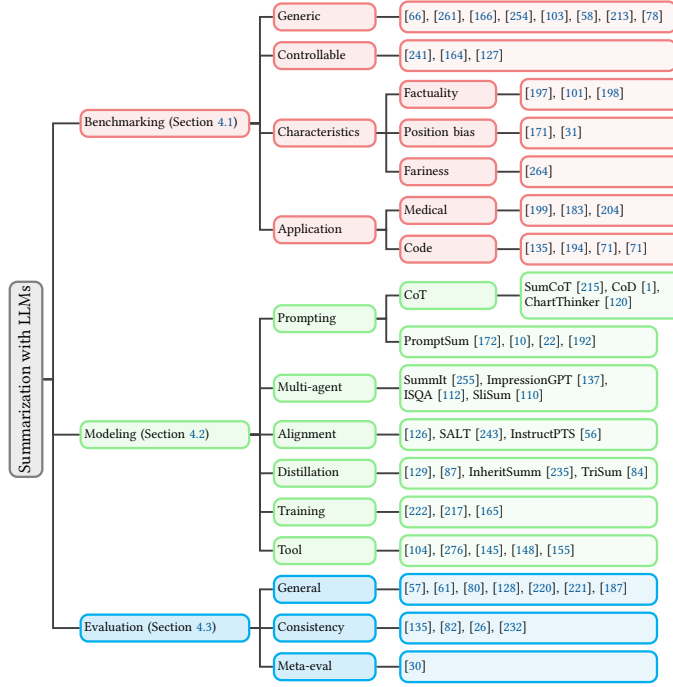 Summarization with LLMs
Benchmarking (Section 4.1)
Generic
[66], [261], [166], [254], [103], [58], [213], [78]
Controllable
[241], [164], [127]
Characteristics
Factuality
[197], [101], [198]
Position bias
[171], [31]
Fariness
[264]
Application
Medical
[199], [183], [204]
Code
[135], [194], [71], [71]
Modeling (Section 4.2)
Prompting
CoT
SumCoT [215], CoD [1],
ChartThinker [120]
PromptSum [172], [10], [22], [192]
Multi-agent
SummIt [255], ImpressionGPT [137],
ISQA [112], SliSum [110]
Alignment
[126], SALT [243], InstructPTS [56]
Distillation
[129], [87], InheritSumm [235], TriSum [84]
Training
[222], [217], [165]
Tool
[104], [276], [145], [148], [155]
Evaluation (Section 4.3)
General
[57], [61], [80], [128], [220], [221], [187]
Consistency
[135], [82], [26], [232]
Meta-eval
[30]